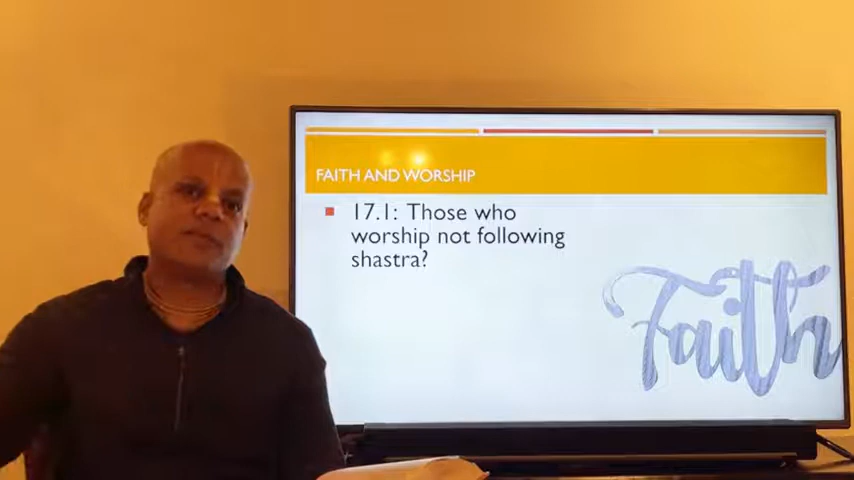 FAITH AND WORSHIP
17.1: Those who
worship not following
shastra?
Faith